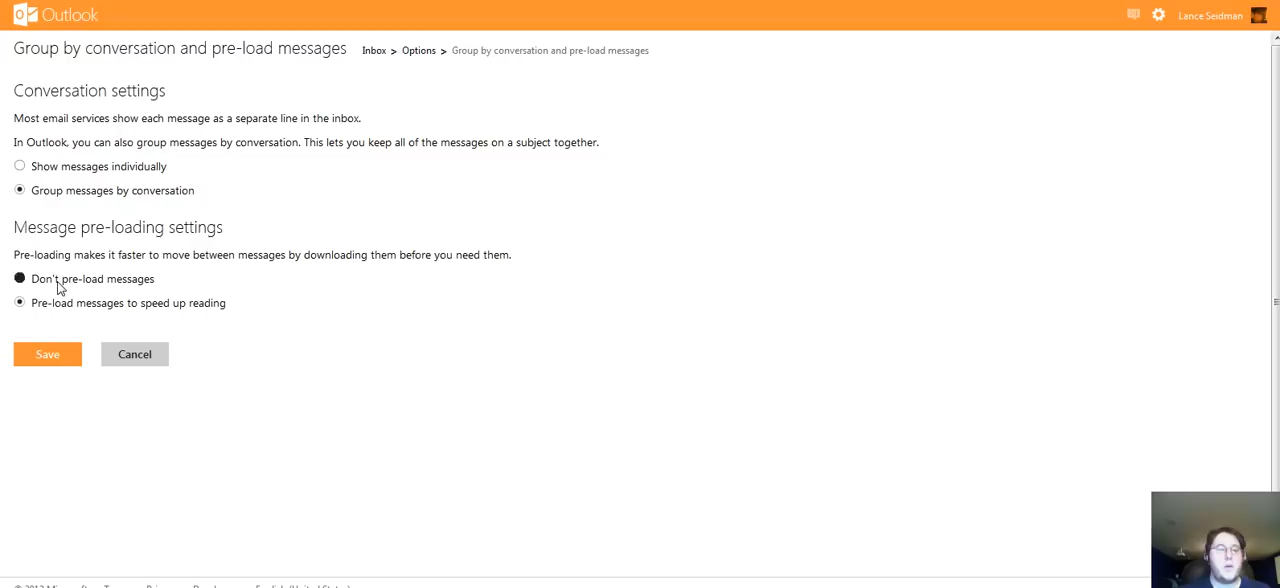 Outlook
Lance Seidman
Group by conversation and pre-load messages Inbox > Options > Group by conversation and pre-load messages
Conversation settings
Most email services show each message as a separate line in the inbox.
In Outlook, you can also group messages by conversation. This lets you keep all of the messages on a subject together.
Show messages individually
Group messages by conversation
Message pre-loading settings
Pre-loading makes it faster to move between messages by downloading them before you need them.
Don't pre-load messages
Pre-load messages to speed up reading
Save Cancel